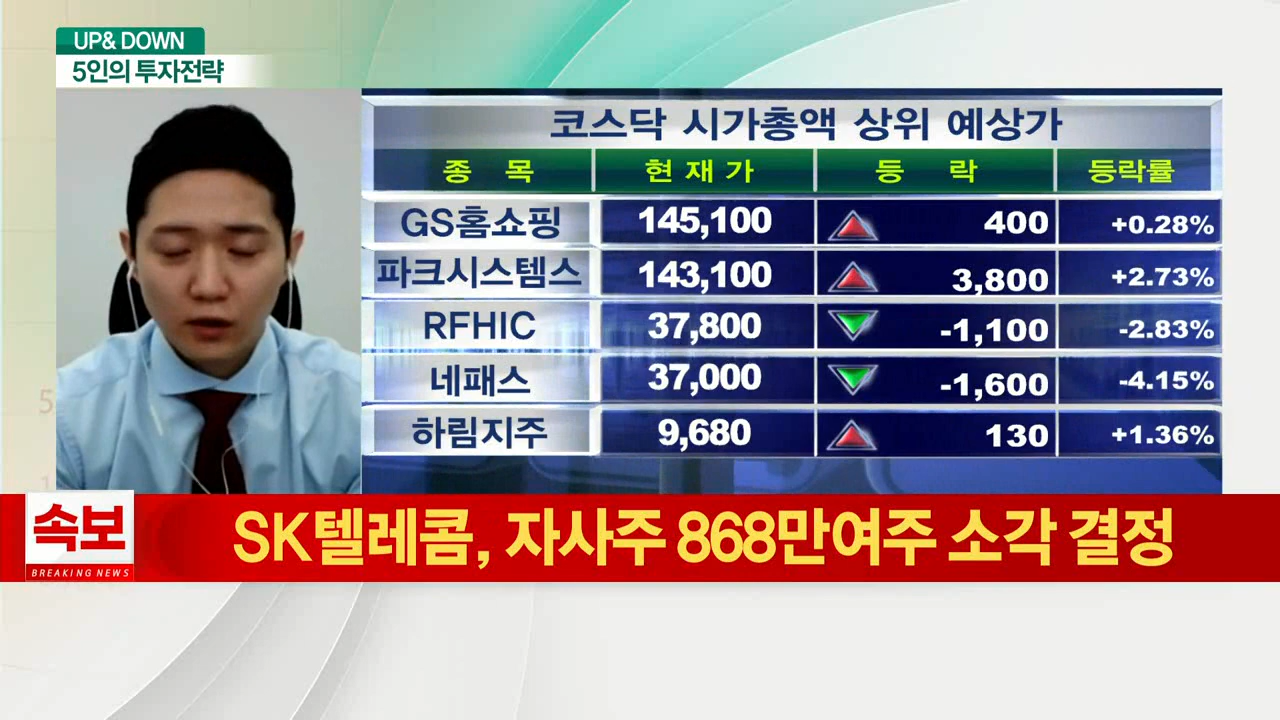 UP& DOWN
5인의 투자전략
코스닥 시가총액 상위 예상가
종 목 현 재 가 등 락 등락률
GS홈쇼핑 145,100 400 +0.28%
파크시스템스 143,100 3,800 +2.73%
RFHIC 37,800 -1,100 -2.83%
네패스 37,000 -1,600 -4.15%
하림지주 9,680 130 +1.36%
속보
BREAKING NEWS
SK텔레콤, 자사주 868만여주 소각 결정